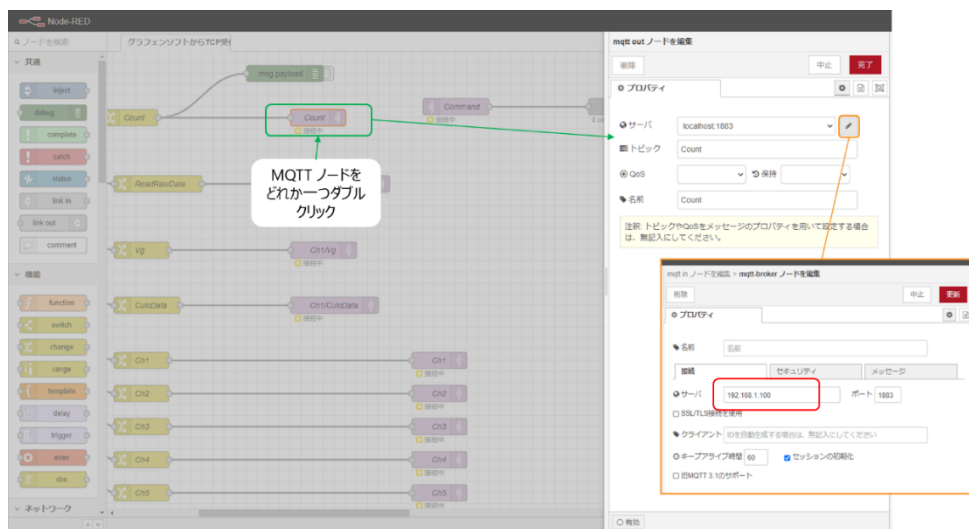 Node-RED
ノードを検索
グラフェンソフトからTCP受
共通
inject
debug
complete
catch
status
link in
link out
comment
機能
function
switch
change
range
template
delay
trigger
exec
rbe
ネットワーク
msg.payload
Count
Count
接続中
Command
接続中
MQTT ノードを
どれか一つダブル
クリック
ReadRawData
Vg
Ch1/Vg
接続中
CulcData
Ch1/CulcData
接続中
Ch1
Ch1
接続中
Ch2
Ch2
接続中
Ch3
Ch3
接続中
Ch4
Ch4
接続中
Ch5
Ch5
接続中
mqtt out ノードを編集
削除
中止
完了
プロパティ
サーバ
localhost:1883
トピック
Count
QoS
保持
名前
Count
注釈: トピックやQoSをメッセージのプロパティを用いて設定する場合
は、無記入にしてください。
有効
mqtt in ノードを編集 > mqtt-broker ノードを編集
削除
中止
更新
プロパティ
名前
名前
接続
セキュリティ
メッセージ
サーバ
192.168.1.100
ポート
1883
SSL/TLS接続を使用
クライアント
IDを自動生成する場合は、無記入にしてください
キープアライブ時間
60
セッションの初期化
旧MQTT 3.1のサポート